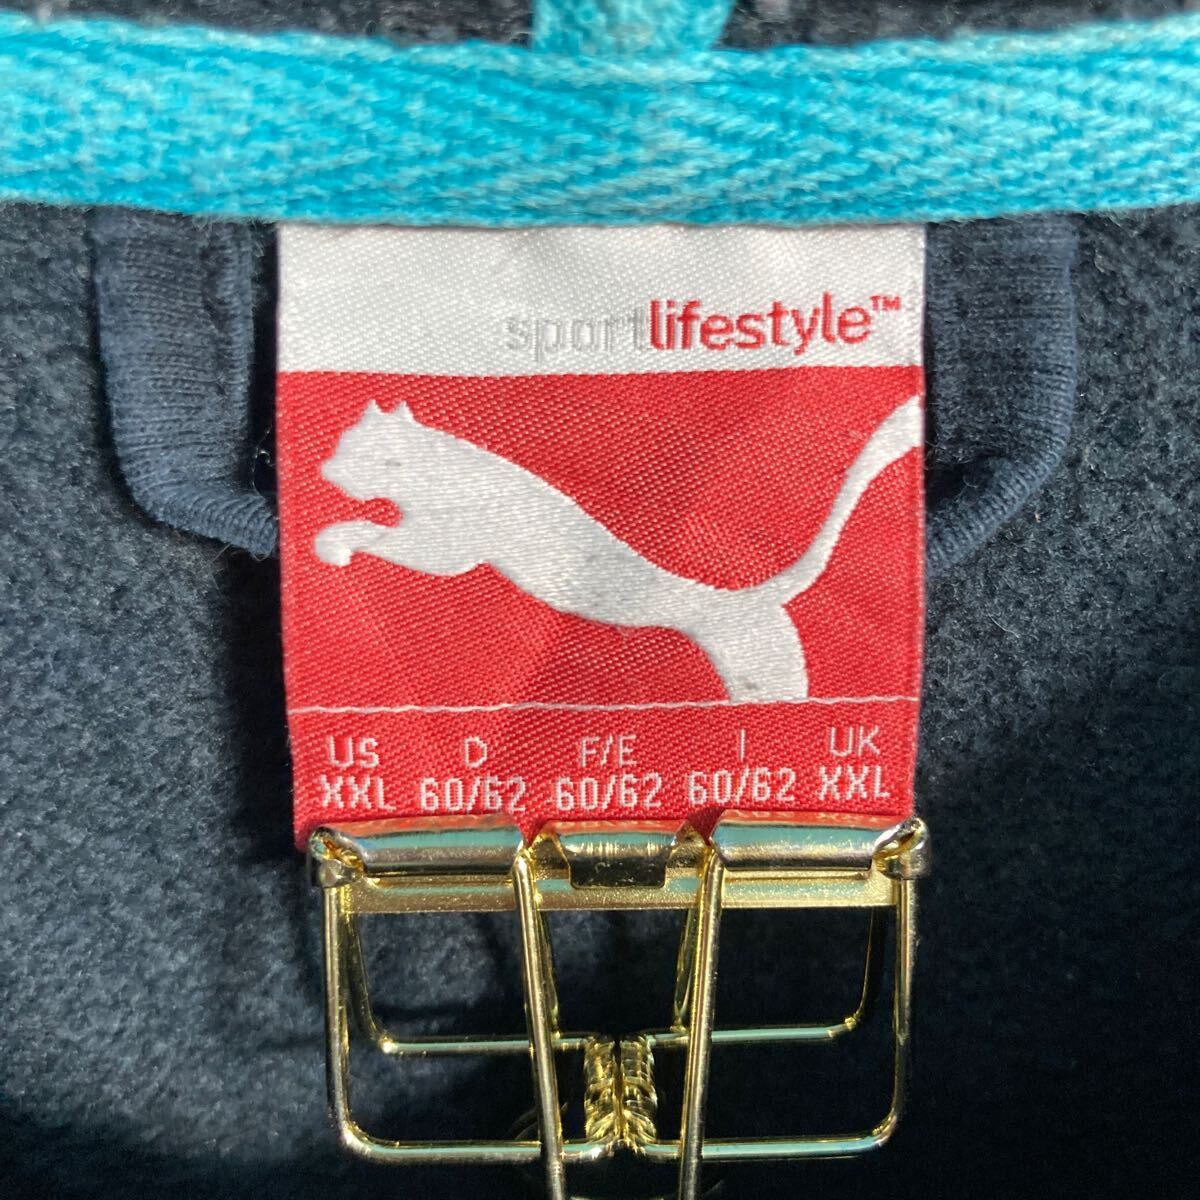 sportlifestyle™
US D F/E I UK
XXL 60/62 60/62 60/62 XXL